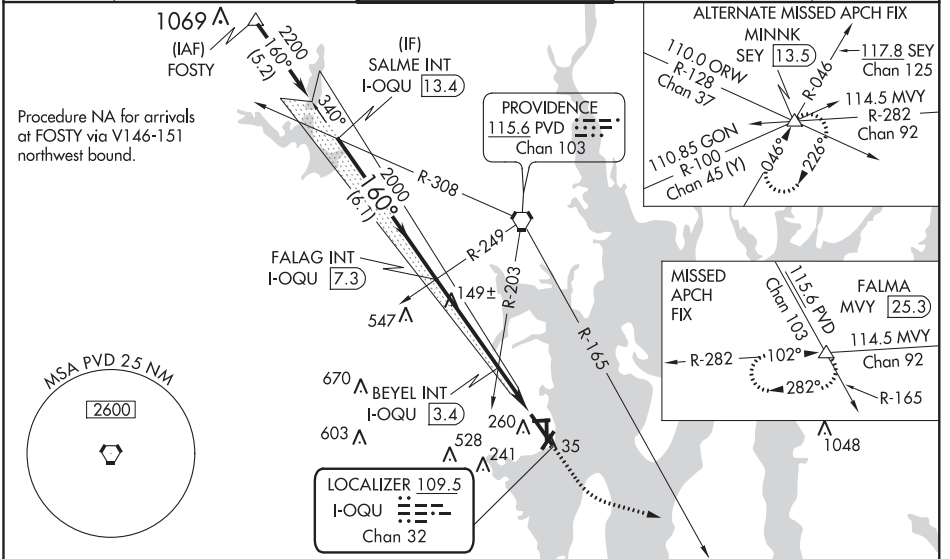 1069
(IAF)
FOSTY
2200
160°
(5.2)
(IF)
SALME INT
I-OQU 13.4
340°
Procedure NA for arrivals
at FOSTY via V146-151
northwest bound.
PROVIDENCE
115.6 PVD
Chan 103
R-308
2000
160°
(6.1)
R-249
R-203
R-165
FALAG INT
I-OQU 7.3
149±
547
670
BEYEL INT
I-OQU 3.4
603
260
528
241
35
LOCALIZER 109.5
I-OQU
Chan 32
MSA PVD 25 NM
2600
ALTERNATE MISSED APCH FIX
MINNK
SEY 13.5
110.0 ORW
R-128
Chan 37
R-046
117.8 SEY
Chan 125
114.5 MVY
R-282
Chan 92
110.85 GON
R-100
Chan 45 (Y)
046°
226°
MISSED
APCH
FIX
115.6 PVD
Chan 103
FALMA
MVY 25.3
114.5 MVY
Chan 92
R-282
102°
282°
R-165
1048